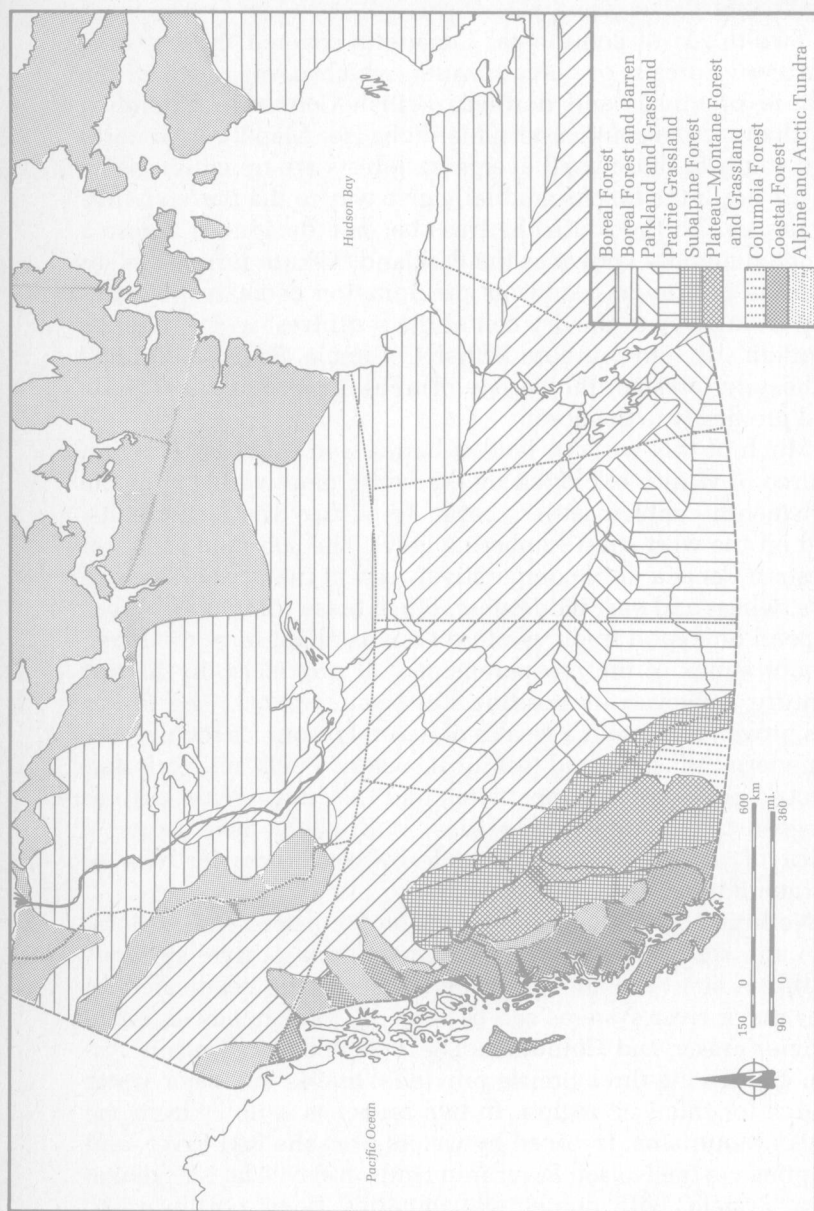 Hudson Bay
Pacific Ocean
Boreal Forest
Boreal Forest and Barren
Parkland and Grassland
Prairie Grassland
Subalpine Forest
Plateau–Montane Forest
and Grassland
Columbia Forest
Coastal Forest
Alpine and Arctic Tundra
N
150 0 600
km
mi.
90 0 360